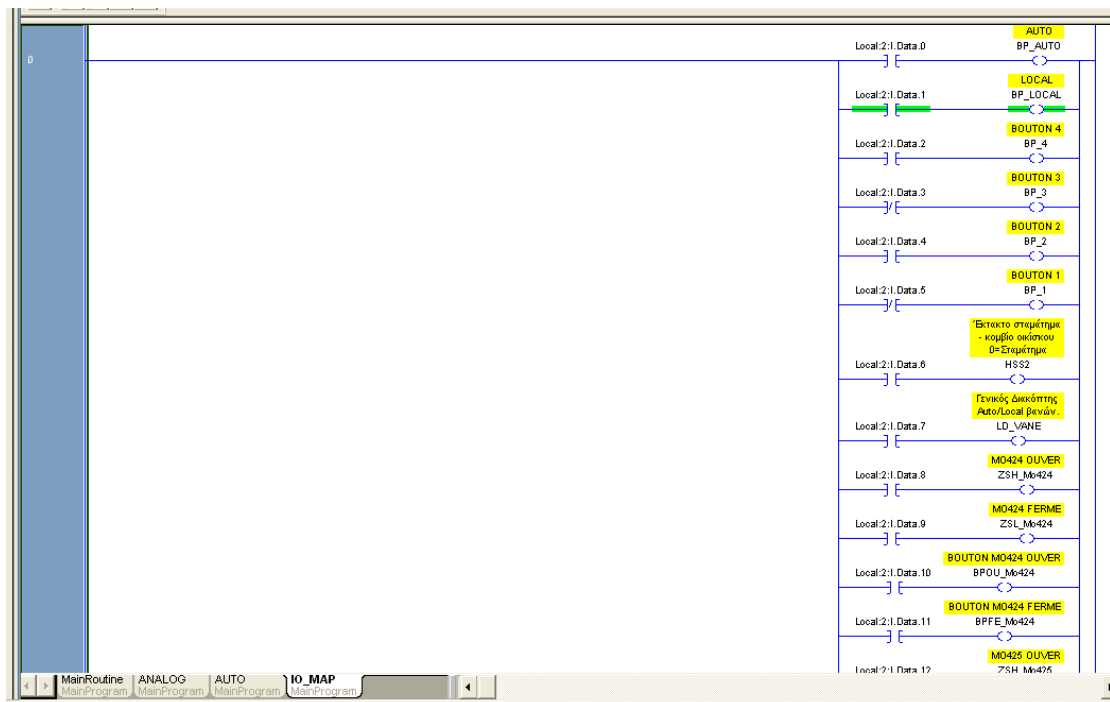 AUTO
Local:2:I.Data.0 BP_AUTO
0
LOCAL
Local:2:I.Data.1 BP_LOCAL
BOUTON 4
Local:2:I.Data.2 BP_4
BOUTON 3
Local:2:I.Data.3 BP_3
BOUTON 2
Local:2:I.Data.4 BP_2
BOUTON 1
Local:2:I.Data.5 BP_1
Έκτακτο σταμάτημα
- κομβίο οικίσκου
0=Σταμάτημα
Local:2:I.Data.6 HSS2
Γενικός Διακόπτης
Auto/Local βανών.
Local:2:I.Data.7 LD_VANE
MO424 OUVER
Local:2:I.Data.8 ZSH_Mo424
MO424 FERME
Local:2:I.Data.9 ZSL_Mo424
BOUTON MO424 OUVER
Local:2:I.Data.10 BPOU_Mo424
BOUTON MO424 FERME
Local:2:I.Data.11 BPFE_Mo424
MO425 OUVER
Local:2:I.Data.12 ZSH_Mo425
MainRoutine ANALOG AUTO IO_MAP
MainProgram MainProgram MainProgram MainProgram